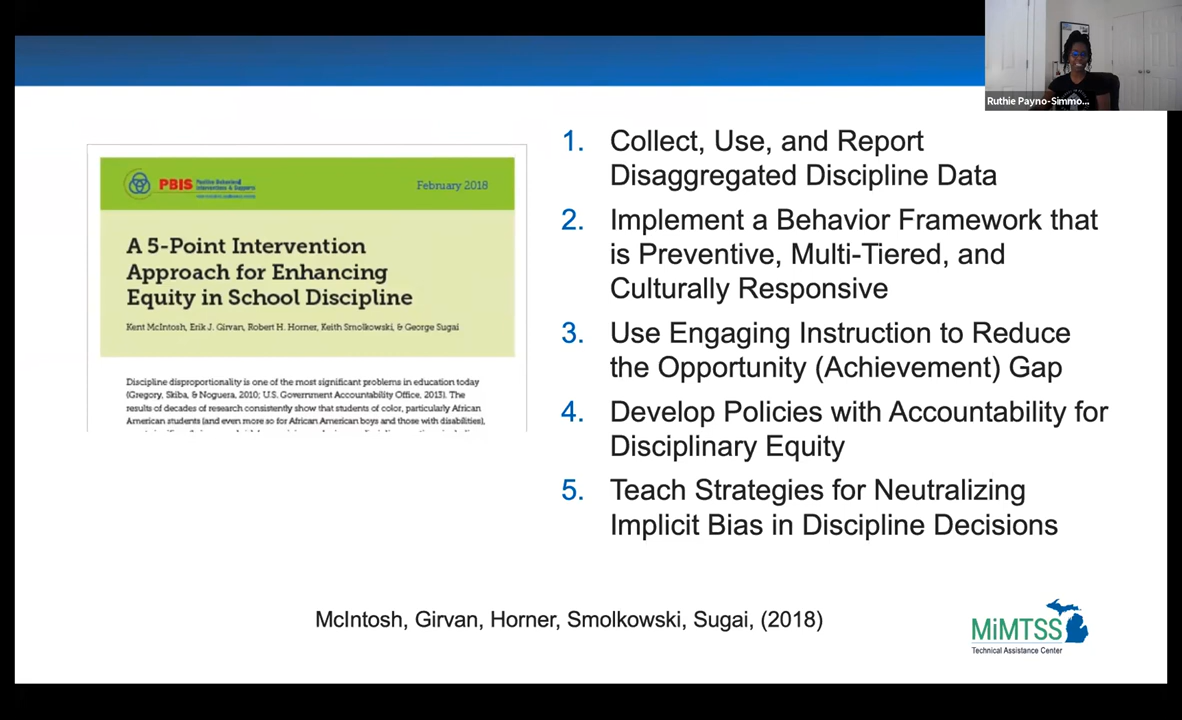 Ruthie Payno-Simmo...
PBIS Positive Behavioral
Interventions & Supports
February 2018
A 5-Point Intervention
Approach for Enhancing
Equity in School Discipline
Kent McIntosh, Erik J. Girvan, Robert H. Horner, Keith Smolkowski, & George Sugai
Discipline disproportionality is one of the most significant problems in education today
(Gregory, Skiba, & Noguera, 2010; U.S. Government Accountability Office, 2013). The
results of decades of research consistently show that students of color, particularly African
American students (and even more so for African American boys and those with disabilities),
1. Collect, Use, and Report
Disaggregated Discipline Data
2. Implement a Behavior Framework that
is Preventive, Multi-Tiered, and
Culturally Responsive
3. Use Engaging Instruction to Reduce
the Opportunity (Achievement) Gap
4. Develop Policies with Accountability for
Disciplinary Equity
5. Teach Strategies for Neutralizing
Implicit Bias in Discipline Decisions
McIntosh, Girvan, Horner, Smolkowski, Sugai, (2018)
MiMTSS
Technical Assistance Center